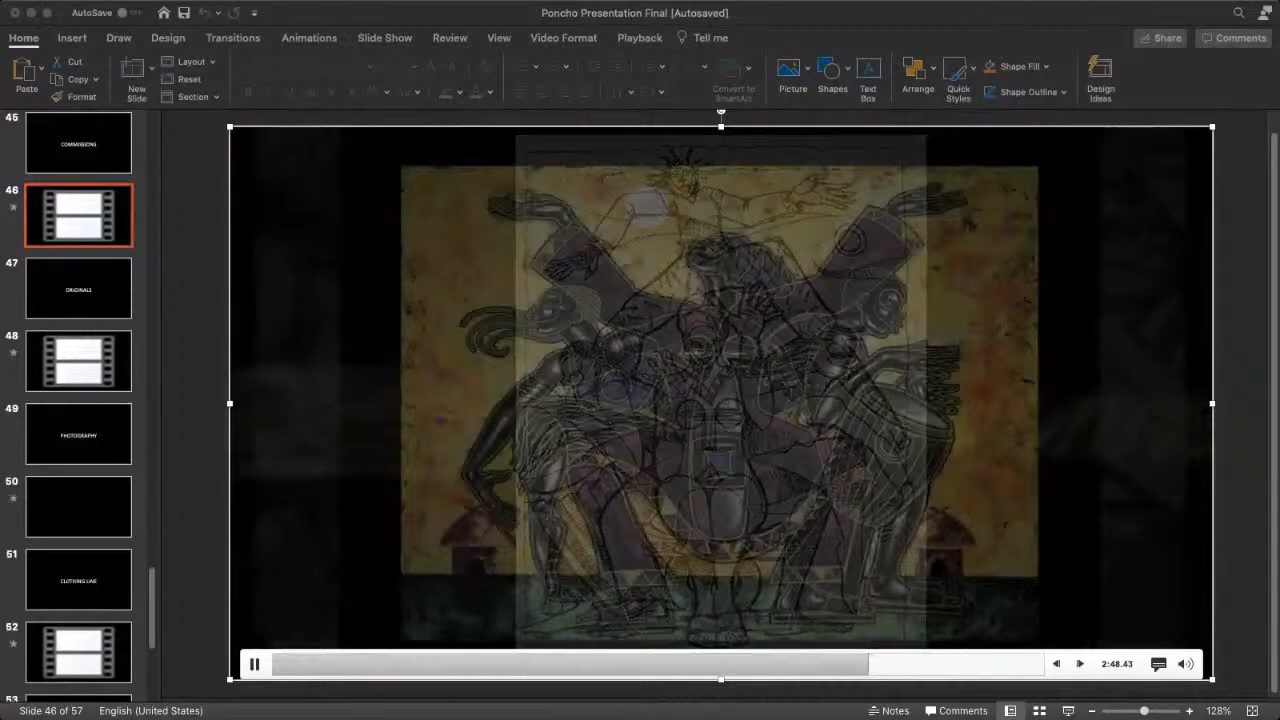 AutoSave OFF
Poncho Presentation Final [Autosaved]
Home Insert Draw Design Transitions Animations Slide Show Review View Video Format Playback Tell me
Share Comments
Paste
Cut
Copy
Format
New Slide
Layout
Reset
Section
Convert to SmartArt
Picture
Shapes
Text Box
Arrange
Quick Styles
Shape Fill
Shape Outline
Design Ideas
45
COMMISSIONS
46
47
ORIGINALS
48
49
PHOTOGRAPHY
50
51
CLOTHING LINE
52
53
2:48.43
Slide 46 of 57 English (United States) Notes Comments 128%